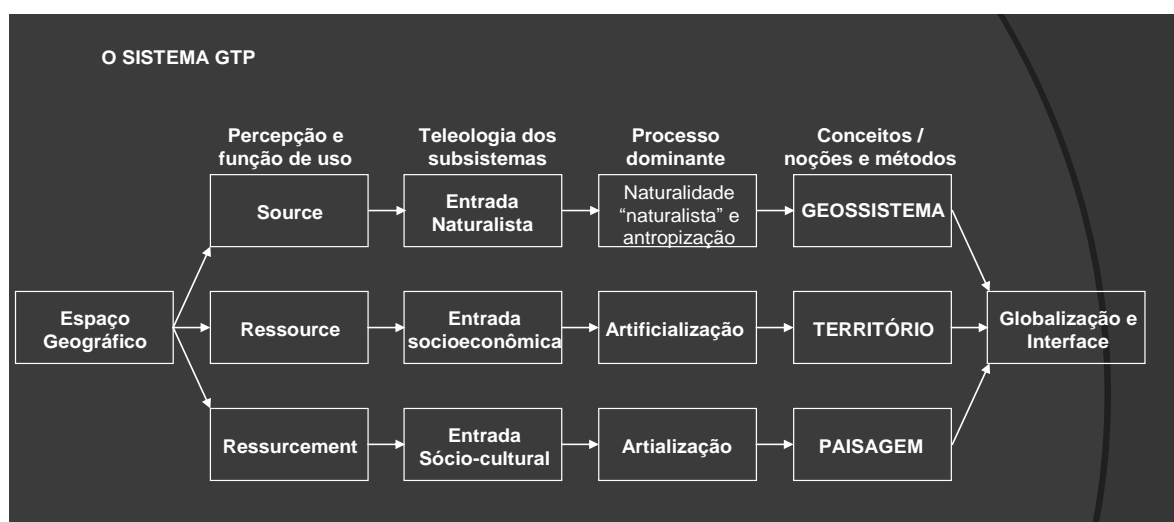 O SISTEMA GTP
Percepção e
função de uso
Teleologia dos
subsistemas
Processo
dominante
Conceitos /
noções e métodos
Source
Entrada
Naturalista
Naturalidade
“naturalista” e
antropização
GEOSSISTEMA
Espaço
Geográfico
Ressource
Entrada
socioeconômica
Artificialização
TERRITÓRIO
Globalização e
Interface
Ressurcement
Entrada
Sócio-cultural
Artialização
PAISAGEM